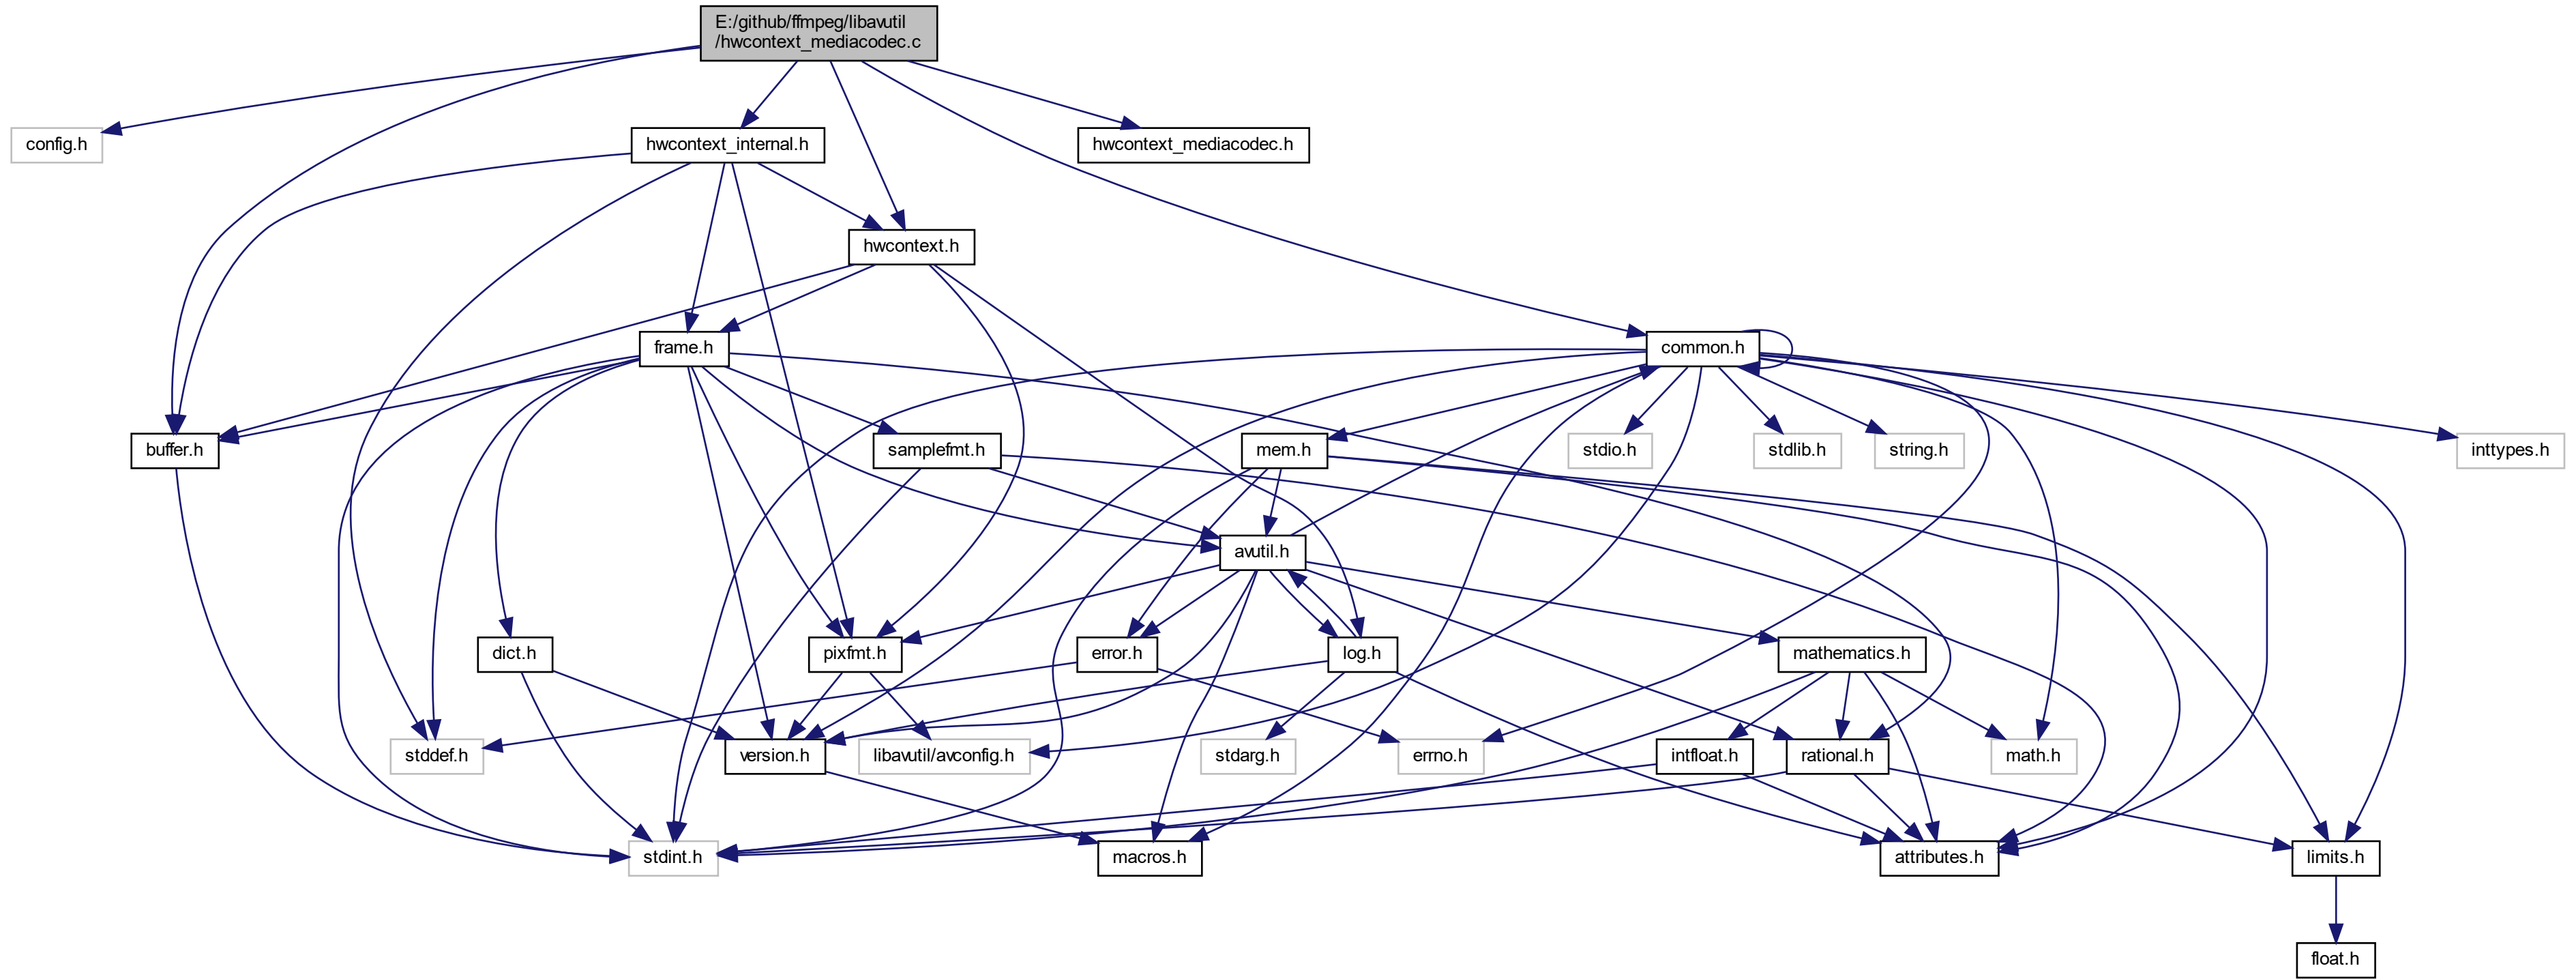 E:/github/ffmpeg/libavutil
/hwcontext_mediacodec.c
config.h
hwcontext_internal.h
hwcontext_mediacodec.h
hwcontext.h
frame.h
common.h
buffer.h
samplefmt.h
mem.h
stdio.h
stdlib.h
string.h
inttypes.h
avutil.h
dict.h
pixfmt.h
error.h
log.h
mathematics.h
stddef.h
version.h
libavutil/avconfig.h
stdarg.h
errno.h
intfloat.h
rational.h
math.h
stdint.h
macros.h
attributes.h
limits.h
float.h